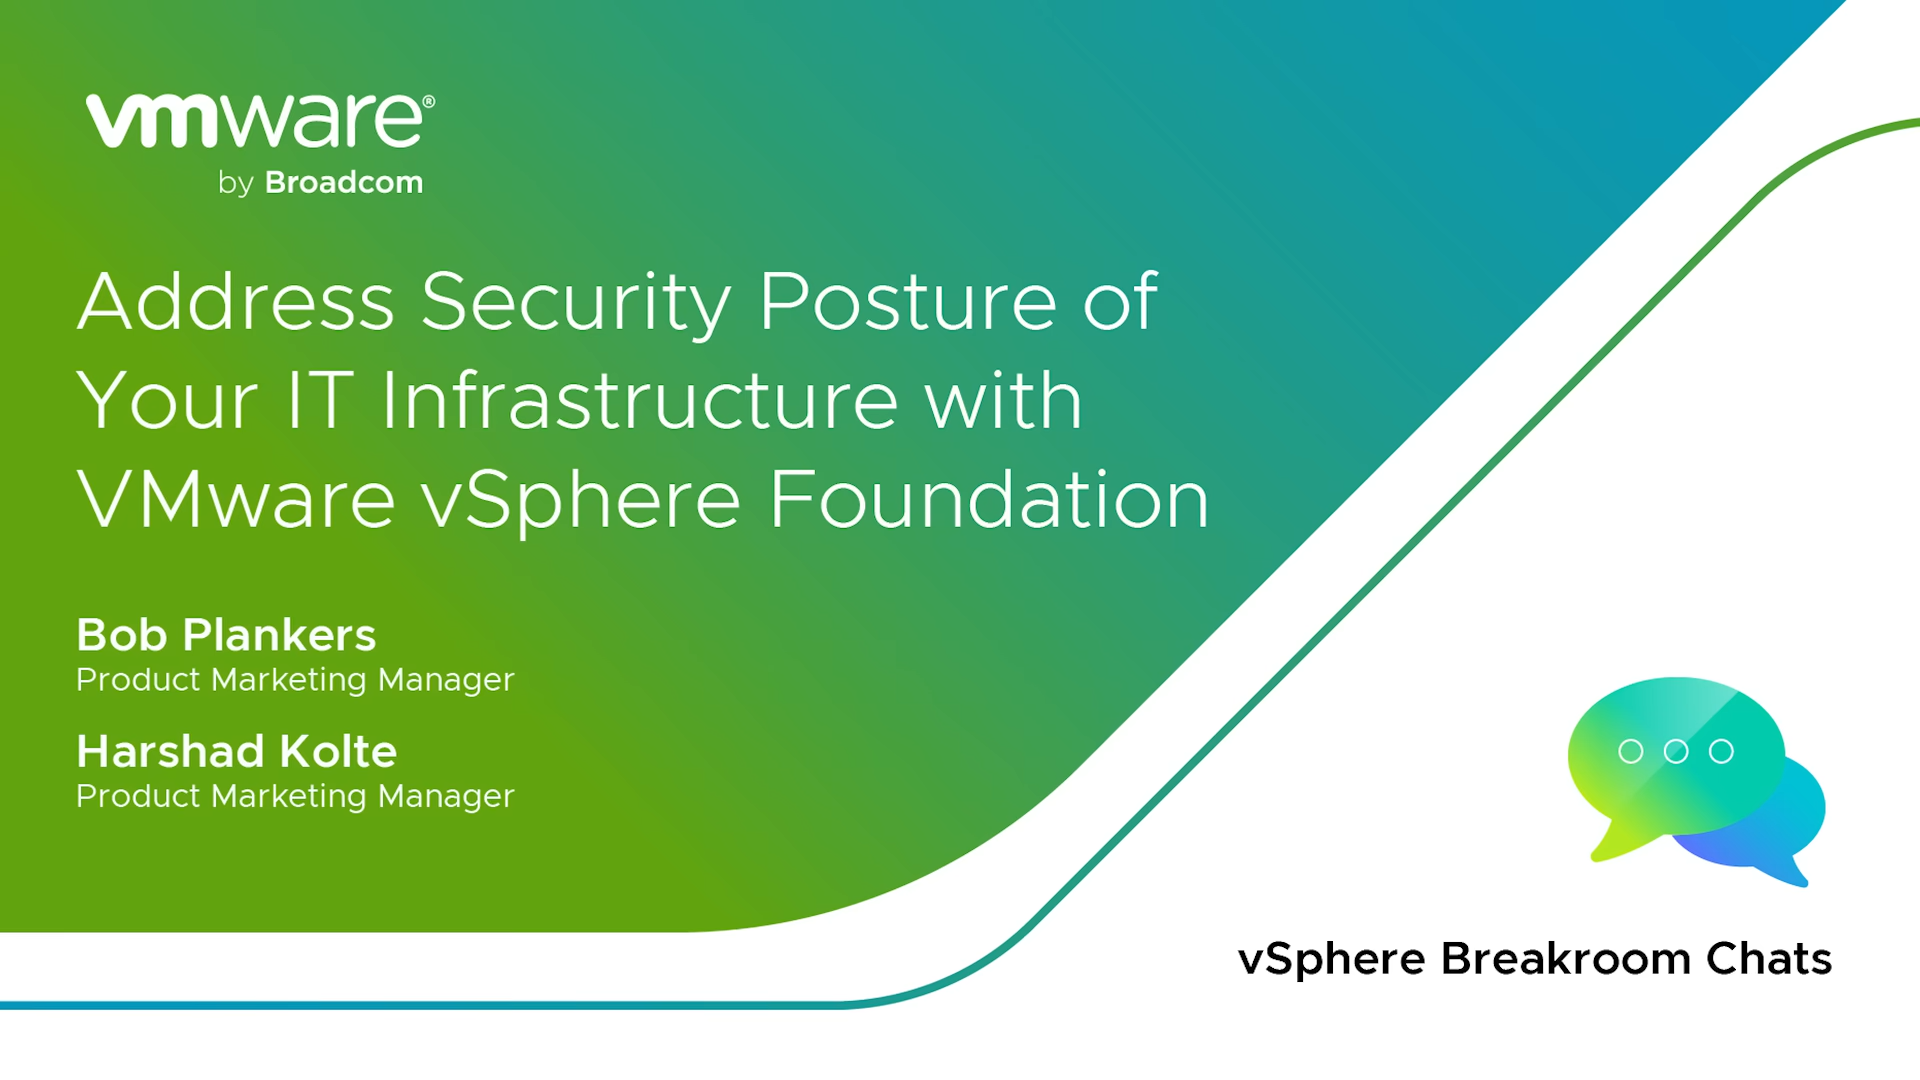 vmware®
by Broadcom
Address Security Posture of
Your IT Infrastructure with
VMware vSphere Foundation
Bob Plankers
Product Marketing Manager
Harshad Kolte
Product Marketing Manager
vSphere Breakroom Chats